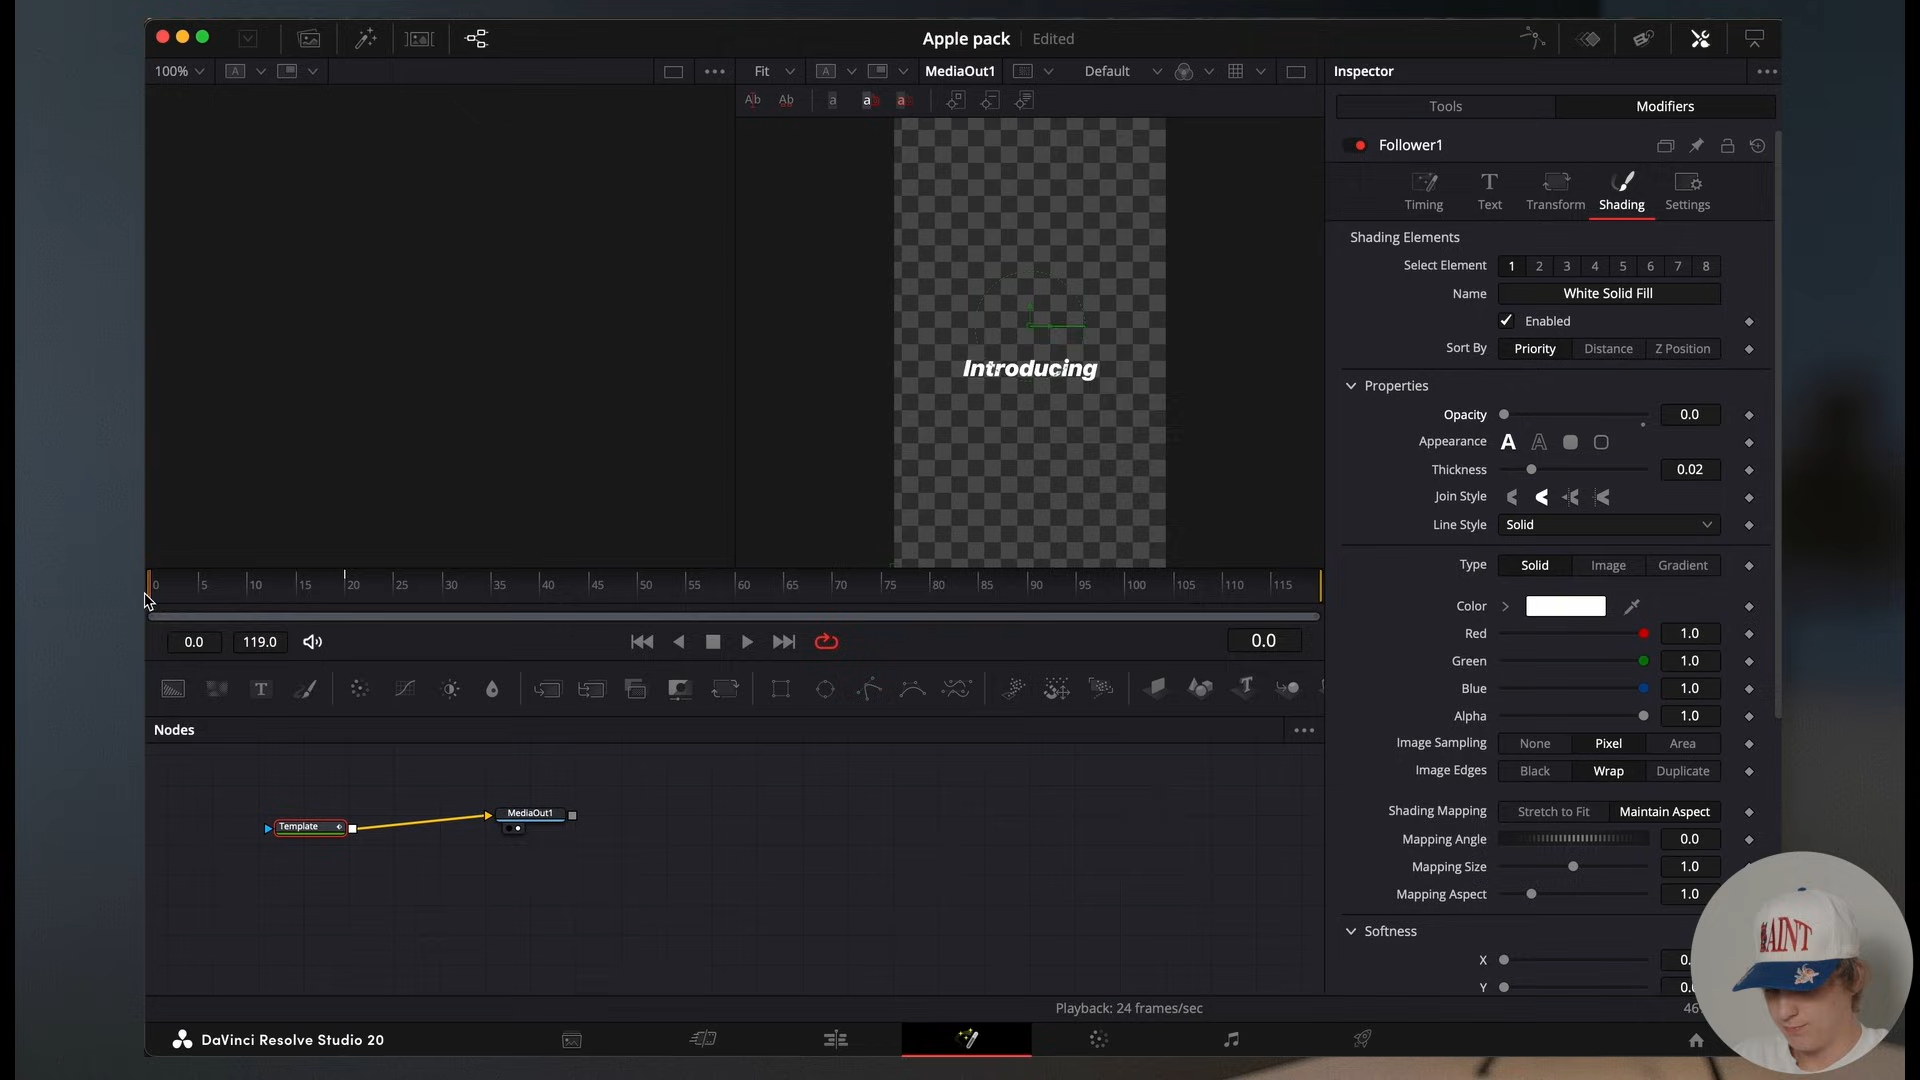 Apple pack
Edited
100%
A
Fit
A
MediaOut1
Default
Inspector
Ab
Ab
a
a
a
Tools
Modifiers
Follower1
Timing
Text
Transform
Shading
Settings
Shading Elements
Select Element
1 2 3 4 5 6 7 8
Name
White Solid Fill
Enabled
Sort By
Priority
Distance
Z Position
Introducing
Properties
Opacity
0.0
Appearance
Thickness
0.02
Join Style
Line Style
Solid
Type
Solid
Image
Gradient
0 5 10 15 20 25 30 35 40 45 50 55 60 65 70 75 80 85 90 95 100 105 110 115
Color
Red
1.0
0.0
119.0
0.0
Green
1.0
Blue
1.0
Alpha
1.0
Nodes
Image Sampling
None
Pixel
Area
Image Edges
Black
Wrap
Duplicate
Template
MediaOut1
Shading Mapping
Stretch to Fit
Maintain Aspect
Mapping Angle
0.0
Mapping Size
1.0
Mapping Aspect
1.0
Softness
X
0.
Y
0.
Playback: 24 frames/sec
46
DaVinci Resolve Studio 20